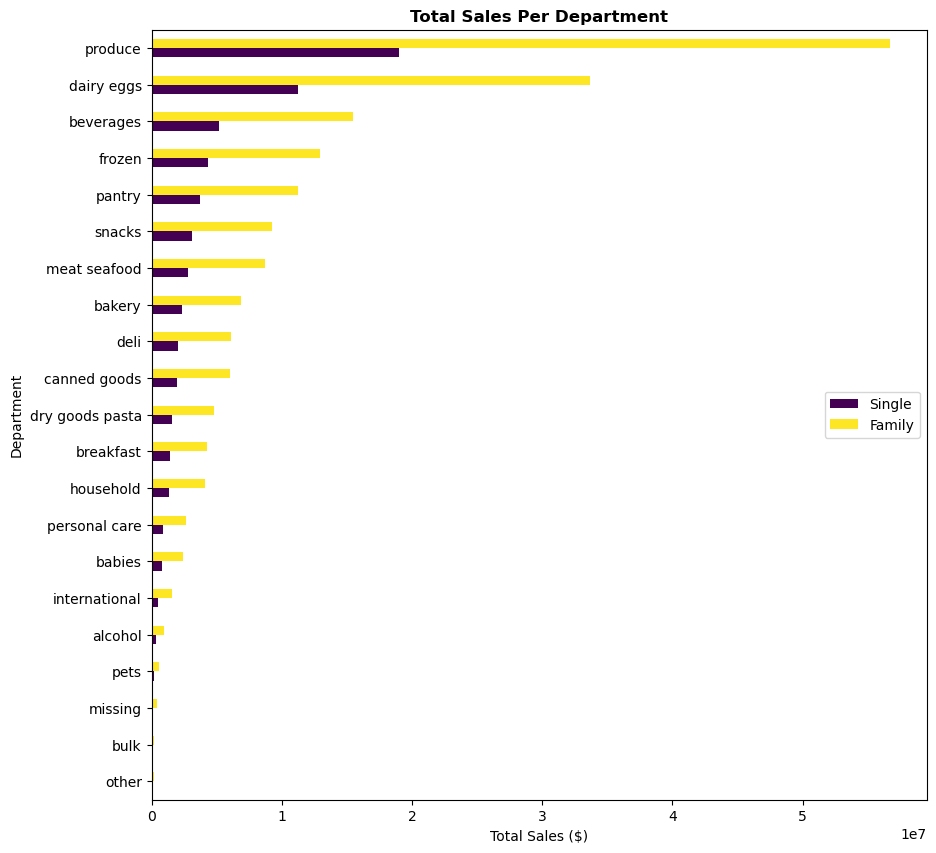 Total Sales Per Department
Department
produce
dairy eggs
beverages
frozen
pantry
snacks
meat seafood
bakery
deli
canned goods
dry goods pasta
breakfast
household
personal care
babies
international
alcohol
pets
missing
bulk
other
Single
Family
0 1 2 3 4 5
1e7
Total Sales ($)